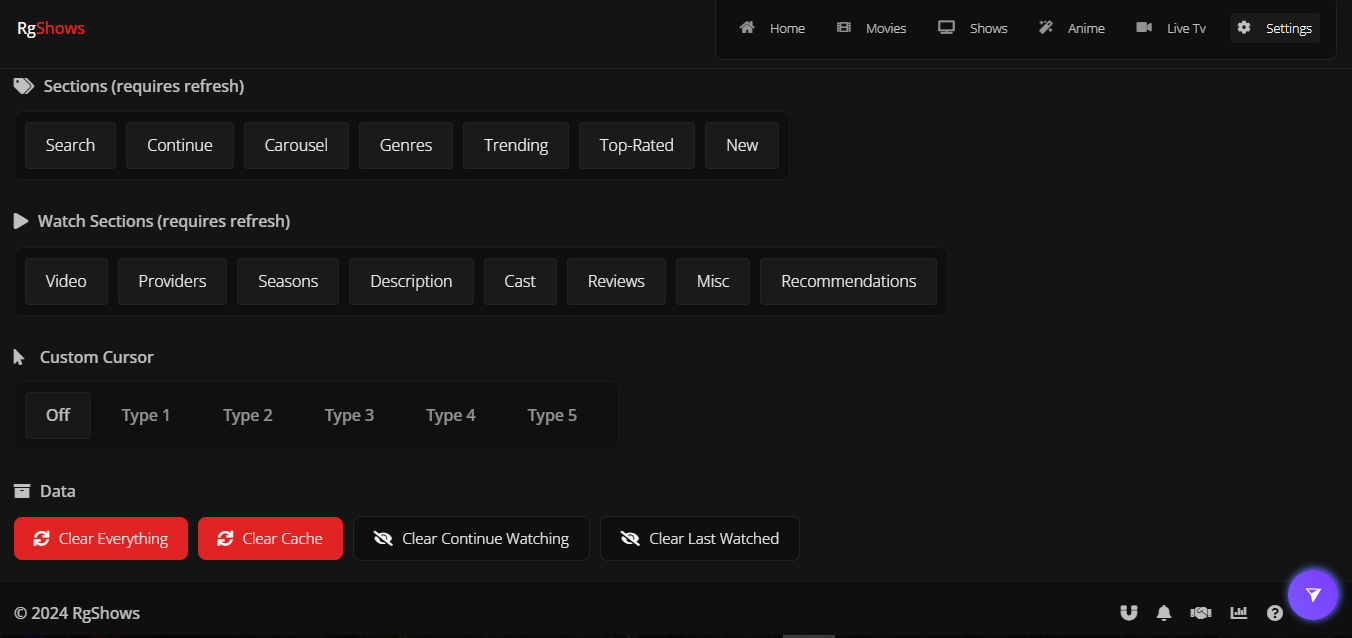 RgShows
Home Movies Shows Anime Live Tv Settings
Sections (requires refresh)
Search Continue Carousel Genres Trending Top-Rated New
Watch Sections (requires refresh)
Video Providers Seasons Description Cast Reviews Misc Recommendations
Custom Cursor
Off Type 1 Type 2 Type 3 Type 4 Type 5
Data
Clear Everything Clear Cache Clear Continue Watching Clear Last Watched
© 2024 RgShows